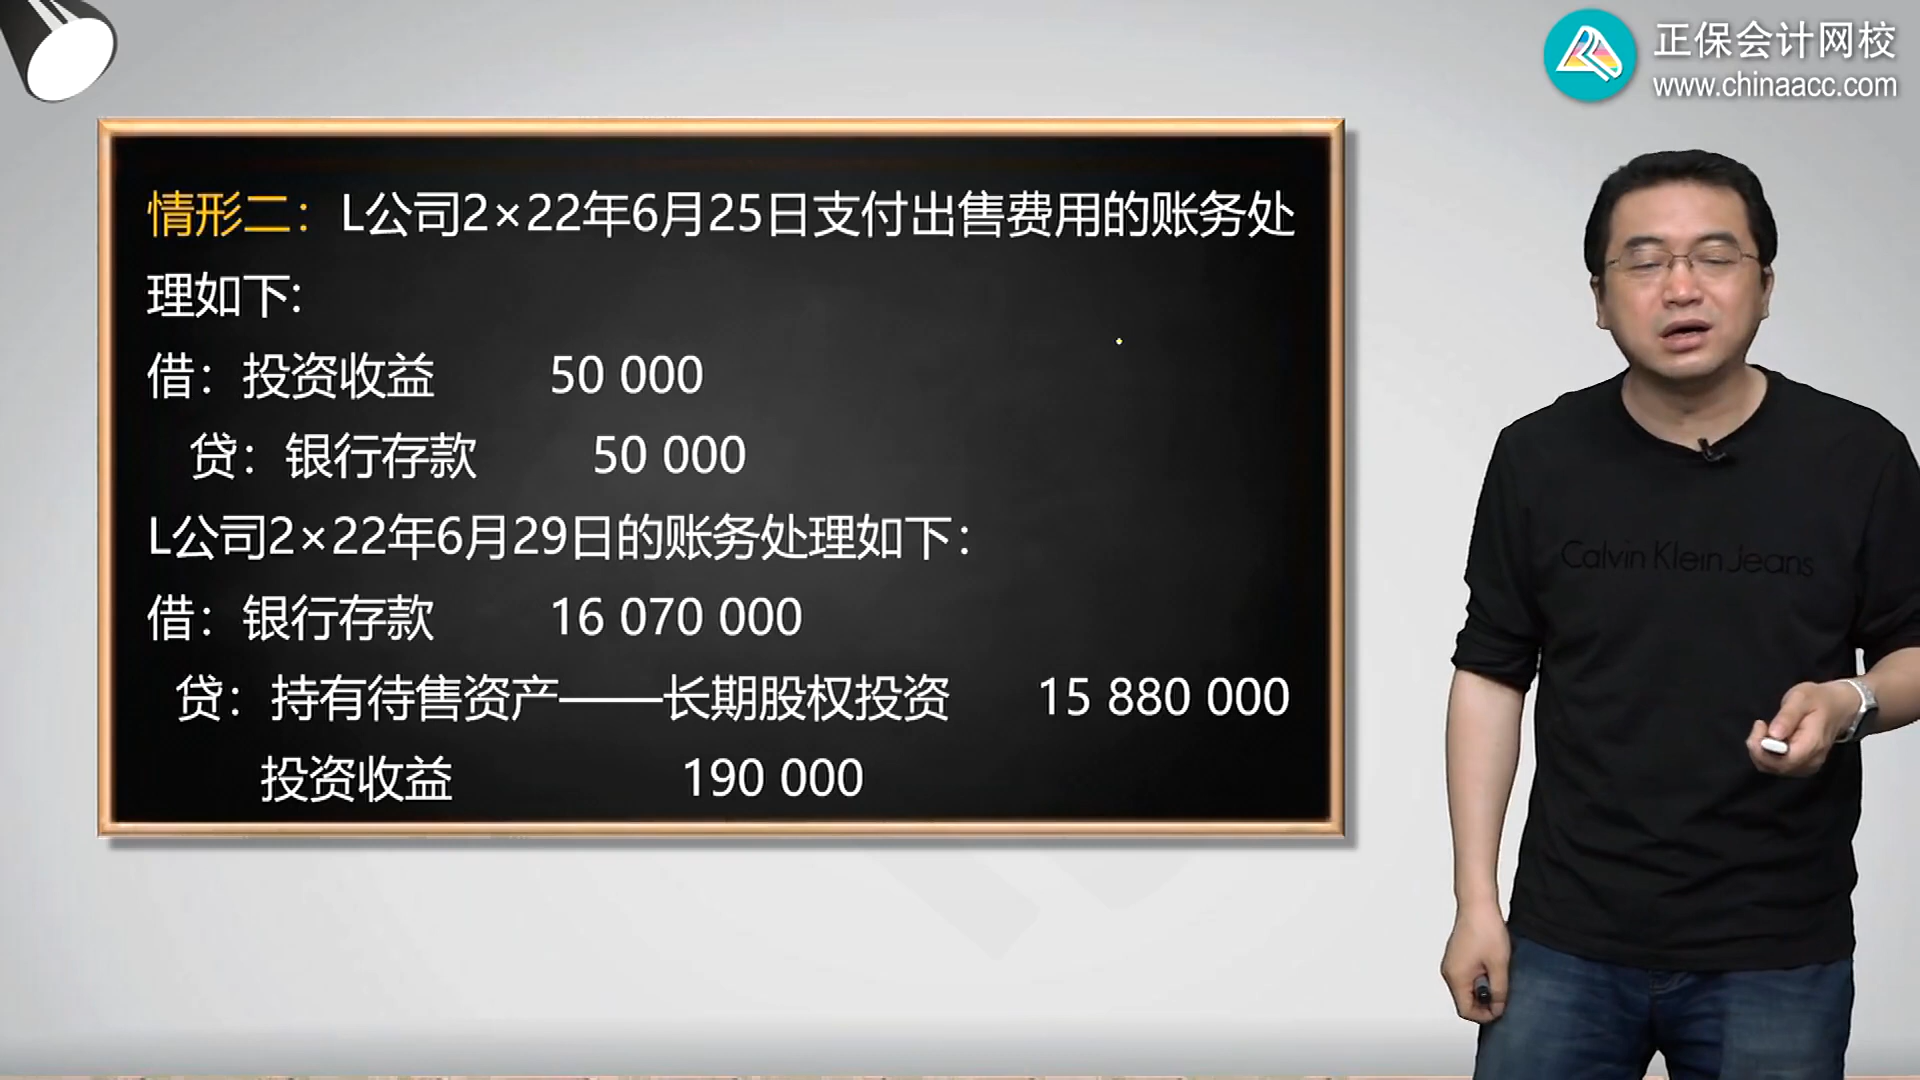 正保会计网校
www.chinaacc.com
情形二：L公司2×22年6月25日支付出售费用的账务处
理如下:
借：投资收益 50 000
贷：银行存款 50 000
L公司2×22年6月29日的账务处理如下：
借：银行存款 16 070 000
贷：持有待售资产——长期股权投资 15 880 000
投资收益 190 000
Calvin Klein Jeans